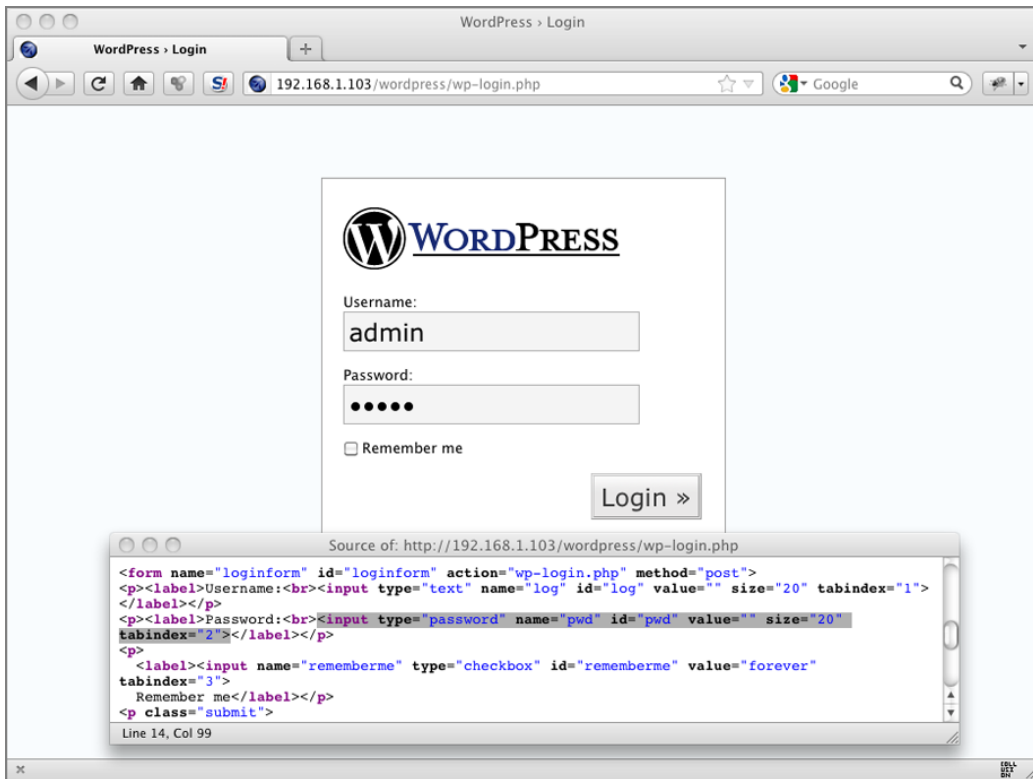 WordPress › Login
WordPress › Login
192.168.1.103/wordpress/wp-login.php
Google
WORDPRESS
Username:
admin
Password:
•••••
Remember me
Login »
Source of: http://192.168.1.103/wordpress/wp-login.php
<form name="loginform" id="loginform" action="wp-login.php" method="post">
<p><label>Username:<br><input type="text" name="log" id="log" value="" size="20" tabindex="1">
</label></p>
<p><label>Password:<br><input type="password" name="pwd" id="pwd" value="" size="20"
tabindex="2"></label></p>
<p>
<label><input name="rememberme" type="checkbox" id="rememberme" value="forever"
tabindex="3">
Remember me</label></p>
<p class="submit">
Line 14, Col 99
COLL
USI
ON